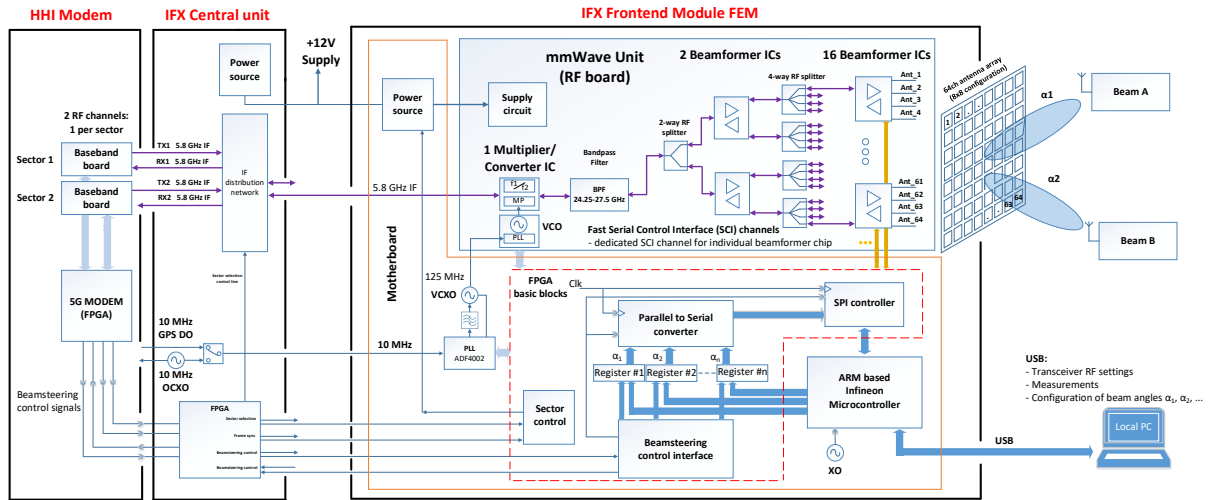 HHI Modem
IFX Central unit
IFX Frontend Module FEM
Power
source
+12V
Supply
Power
source
Supply
circuit
mmWave Unit
(RF board)
2 Beamformer ICs
16 Beamformer ICs
4-way RF
splitter
2-way RF
splitter
Ant_1
Ant_2
Ant_3
Ant_4
64ch antenna array
(8x8 configuration)
1
2
63
64
α1
α2
Beam A
Beam B
2 RF channels:
1 per sector
Sector 1
Baseband
board
Sector 2
Baseband
board
TX1 5.8 GHz IF
RX1 5.8 GHz IF
TX2 5.8 GHz IF
RX2 5.8 GHz IF
IF
distribution
network
5.8 GHz IF
1 Multiplier/
Converter IC
f1
f2
MP
Bandpass
Filter
BPF
24.25-27.5 GHz
VCO
PLL
Ant_61
Ant_62
Ant_63
Ant_64
Fast Serial Control Interface (SCI) channels
- dedicated SCI channel for individual beamformer chip
Motherboard
Sector selection
control line
5G MODEM
(FPGA)
10 MHz
GPS DO
10 MHz
OCXO
10 MHz
125 MHz
VCXO
PLL
ADF4002
FPGA
basic blocks
Clk
Parallel to Serial
converter
SPI controller
α1
α2
αn
Register #1
Register #2
Register #n
ARM based
Infineon
Microcontroller
XO
Sector
control
Beamsteering
control interface
Beamsteering
control signals
FPGA
Sector selection
Frame sync
Beamsteering control
Beamsteering control
USB:
- Transceiver RF settings
- Measurements
- Configuration of beam angles α1, α2, ...
USB
Local PC